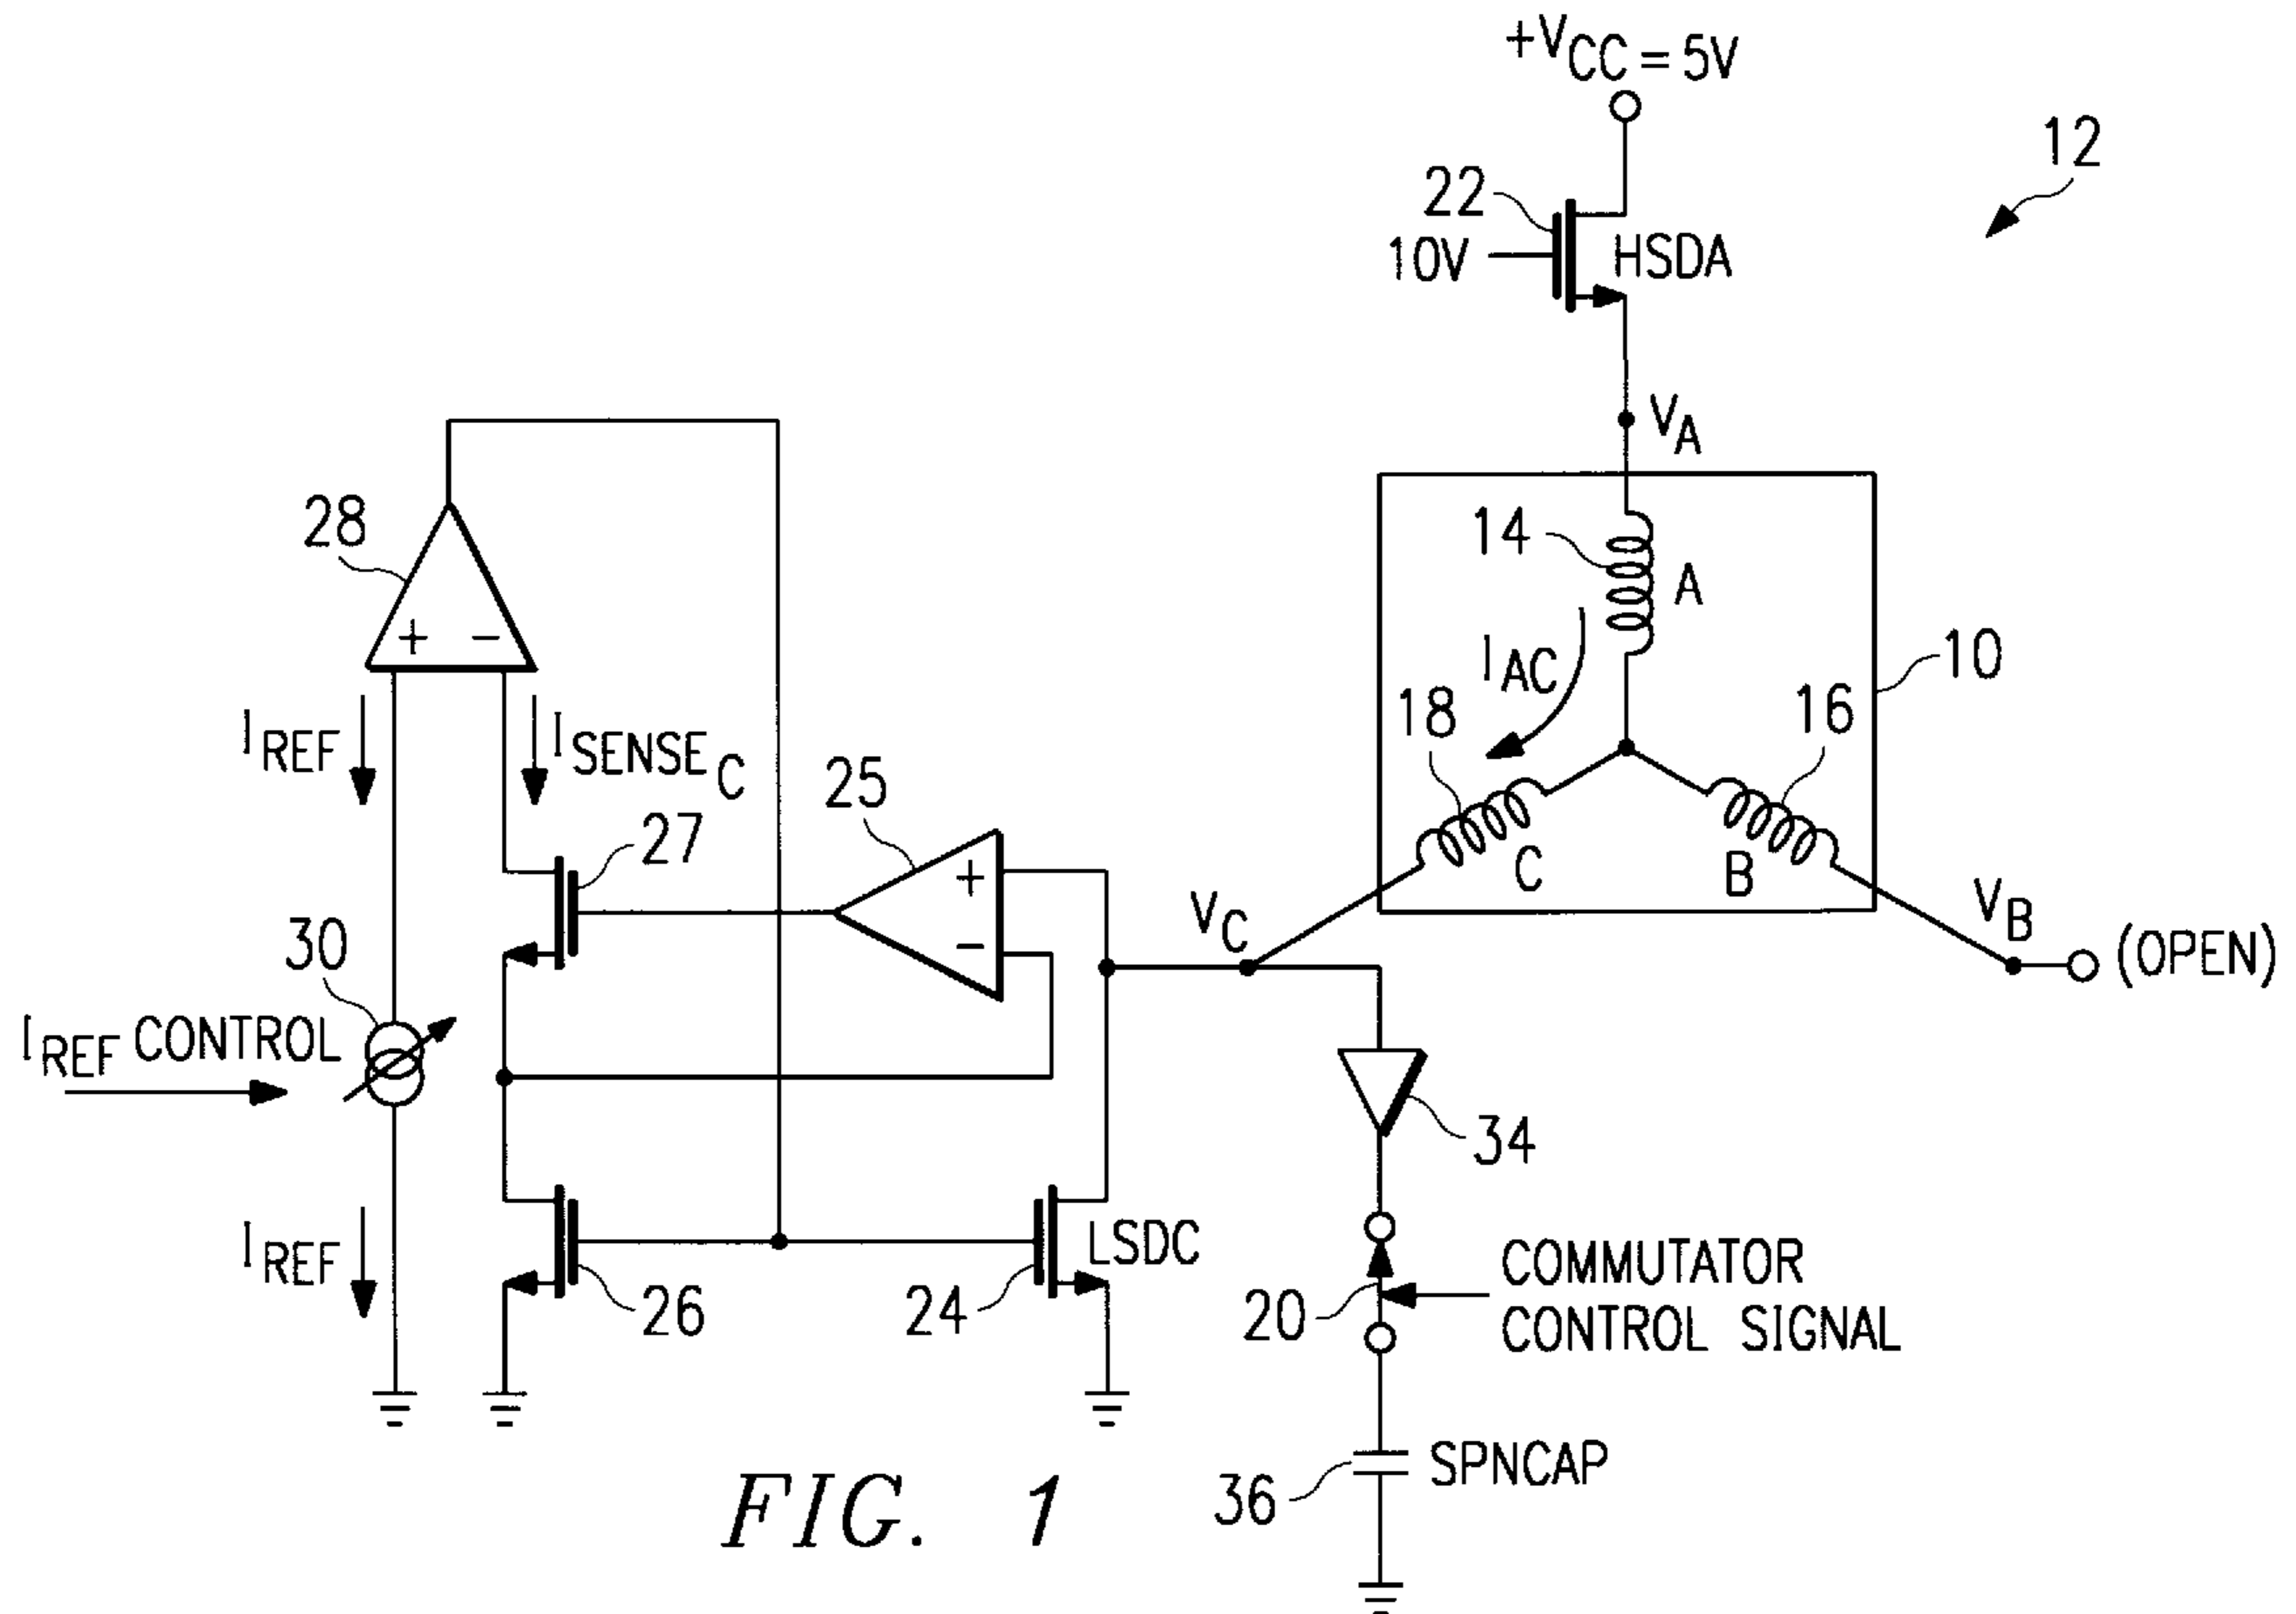 +VCC = 5V
12
22
10V
HSDA
VA
28
14
A
+ −
IAC
10
18
16
IREF
ISENSEC
25
27
C
B
+
VC
VB
30
−
(OPEN)
IREF CONTROL
34
IREF
LSDC
COMMUTATOR
26
24
20
CONTROL SIGNAL
SPNCAP
36
FIG. 1